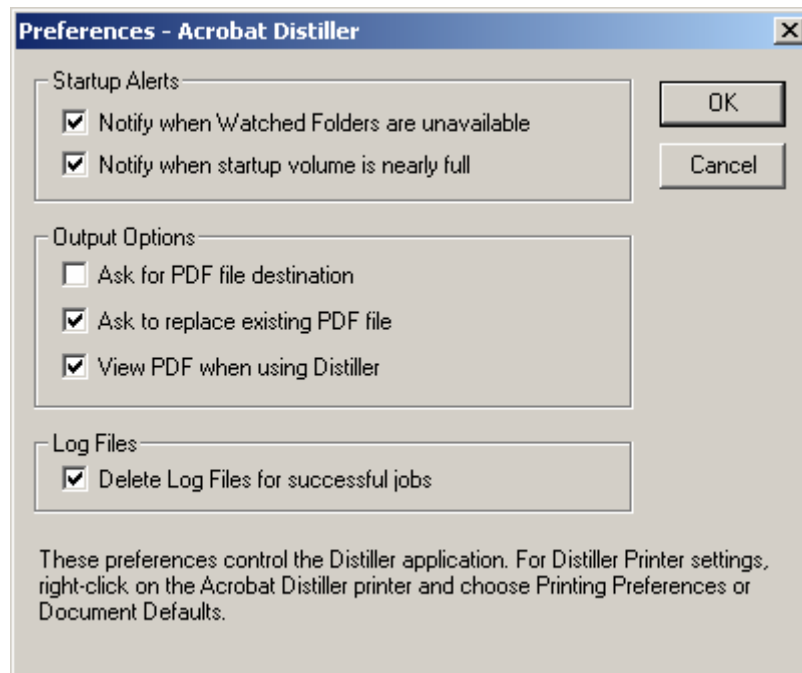 Preferences - Acrobat Distiller
Startup Alerts
Notify when Watched Folders are unavailable
Notify when startup volume is nearly full
OK
Cancel
Output Options
Ask for PDF file destination
Ask to replace existing PDF file
View PDF when using Distiller
Log Files
Delete Log Files for successful jobs
These preferences control the Distiller application. For Distiller Printer settings,
right-click on the Acrobat Distiller printer and choose Printing Preferences or
Document Defaults.